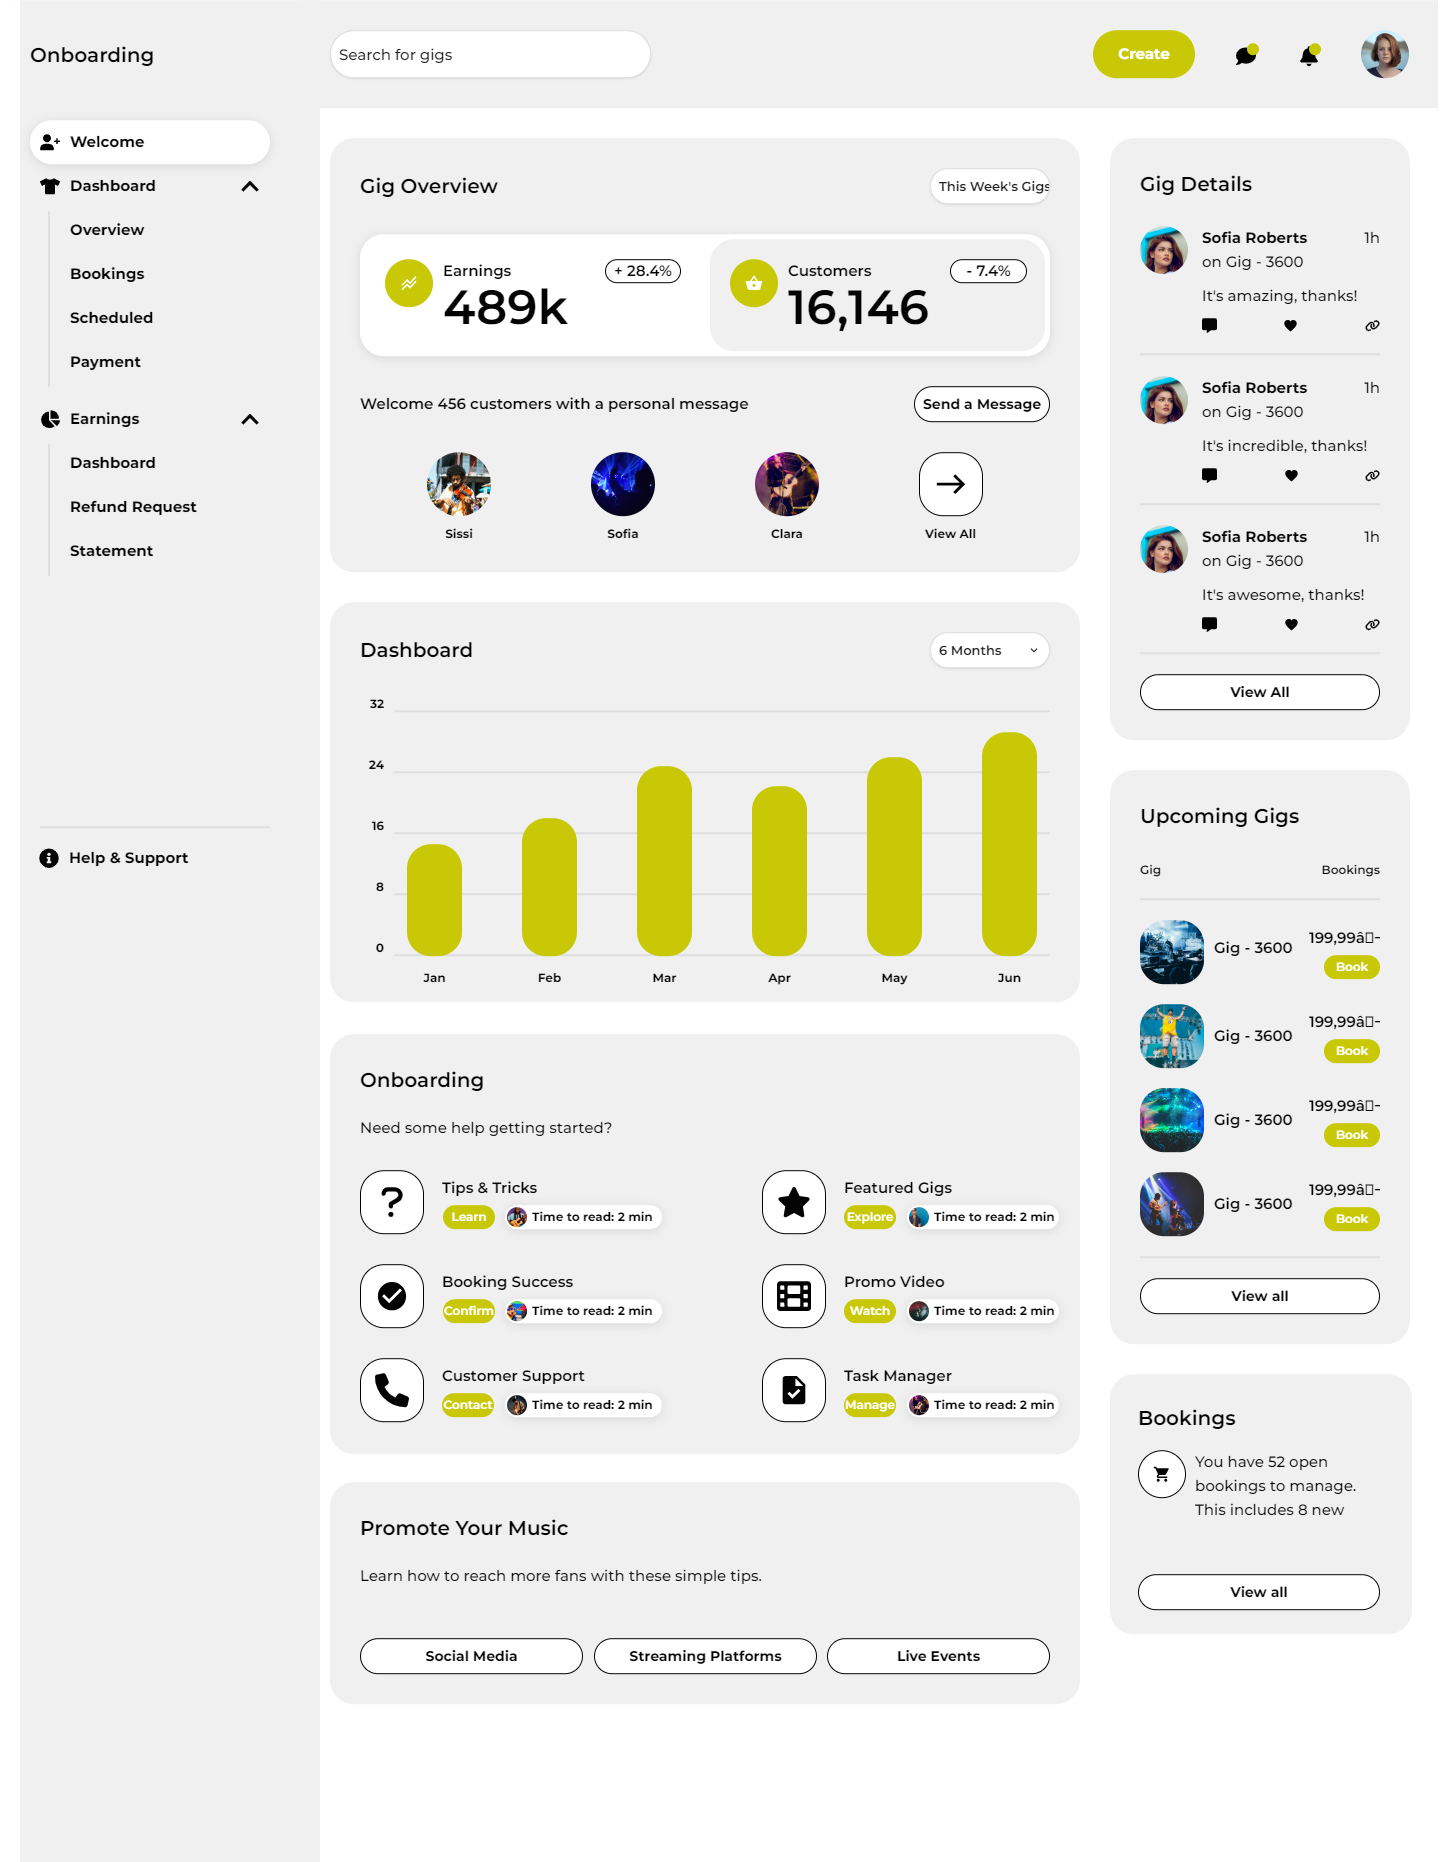 Onboarding
Search for gigs
Create
Welcome
Dashboard
Overview
Bookings
Scheduled
Payment
Earnings
Dashboard
Refund Request
Statement
Help & Support
Gig Overview
This Week's Gigs
Earnings
+ 28.4%
489k
Customers
- 7.4%
16,146
Welcome 456 customers with a personal message
Send a Message
Sissi
Sofia
Clara
View All
Dashboard
6 Months
32
24
16
8
0
Jan
Feb
Mar
Apr
May
Jun
Onboarding
Need some help getting started?
Tips & Tricks
Learn
Time to read: 2 min
Featured Gigs
Explore
Time to read: 2 min
Booking Success
Confirm
Time to read: 2 min
Promo Video
Watch
Time to read: 2 min
Customer Support
Contact
Time to read: 2 min
Task Manager
Manage
Time to read: 2 min
Promote Your Music
Learn how to reach more fans with these simple tips.
Social Media
Streaming Platforms
Live Events
Gig Details
Sofia Roberts
1h
on Gig - 3600
It's amazing, thanks!
Sofia Roberts
1h
on Gig - 3600
It's incredible, thanks!
Sofia Roberts
1h
on Gig - 3600
It's awesome, thanks!
View All
Upcoming Gigs
Gig
Bookings
Gig - 3600
199,99â▯¬
Book
Gig - 3600
199,99â▯¬
Book
Gig - 3600
199,99â▯¬
Book
Gig - 3600
199,99â▯¬
Book
View all
Bookings
You have 52 open
bookings to manage.
This includes 8 new
View all